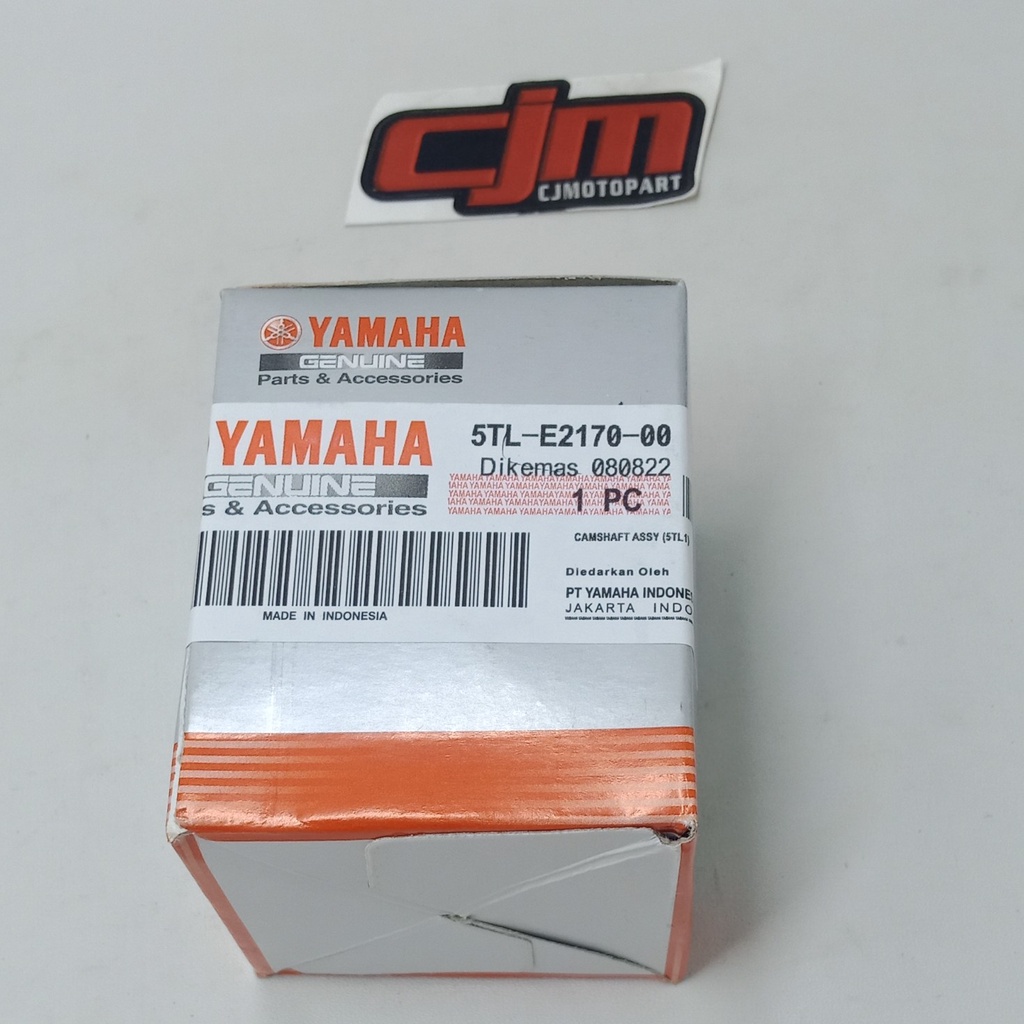 cjm
CJMOTOPART
YAMAHA
GENUINE
Parts & Accessories
YAMAHA
GENUINE
s & Accessories
5TL-E2170-00
Dikemas 080822
1 PC
CAMSHAFT ASSY (5TL1)
Diedarkan Oleh
PT YAMAHA INDONE
JAKARTA INDO
MADE IN INDONESIA